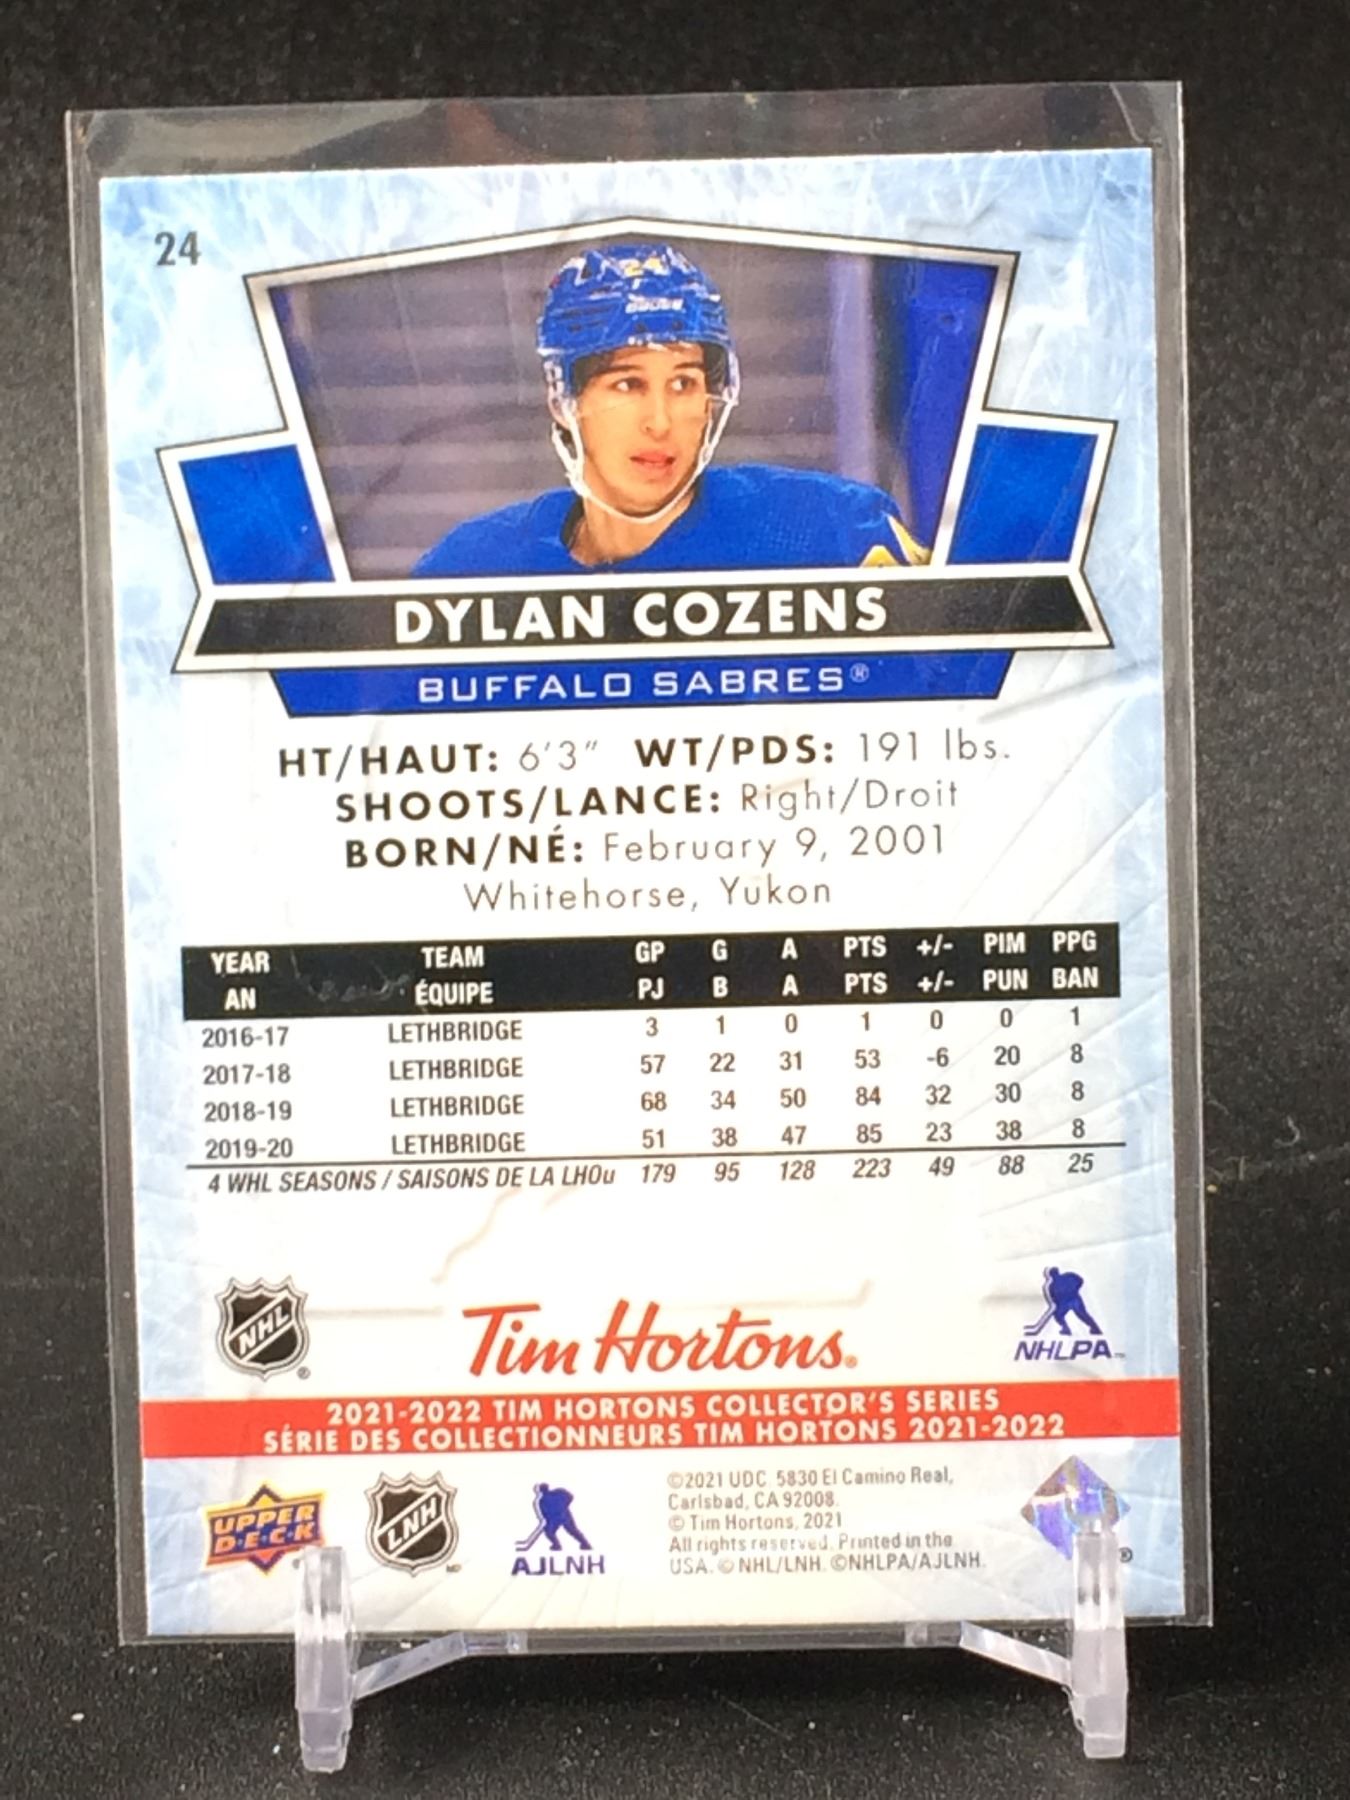 24
24
BAUER
DYLAN COZENS
BUFFALO SABRES®
HT/HAUT: 6'3" WT/PDS: 191 lbs.
SHOOTS/LANCE: Right/Droit
BORN/NÉ: February 9, 2001
Whitehorse, Yukon
YEAR TEAM GP G A PTS +/- PIM PPG
AN ÉQUIPE PJ B A PTS +/- PUN BAN
2016-17 LETHBRIDGE 3 1 0 1 0 0 1
2017-18 LETHBRIDGE 57 22 31 53 -6 20 8
2018-19 LETHBRIDGE 68 34 50 84 32 30 8
2019-20 LETHBRIDGE 51 38 47 85 23 38 8
4 WHL SEASONS / SAISONS DE LA LHOu 179 95 128 223 49 88 25
NHL ®
Tim Hortons®
NHLPA™
2021-2022 TIM HORTONS COLLECTOR'S SERIES
SÉRIE DES COLLECTIONNEURS TIM HORTONS 2021-2022
UPPER D·E·C·K ®
LNH MD
AJLNH
©2021 UDC. 5830 El Camino Real,
Carlsbad, CA 92008.
© Tim Hortons, 2021
All rights reserved. Printed in the
USA. © NHL/LNH. ©NHLPA/AJLNH.
®